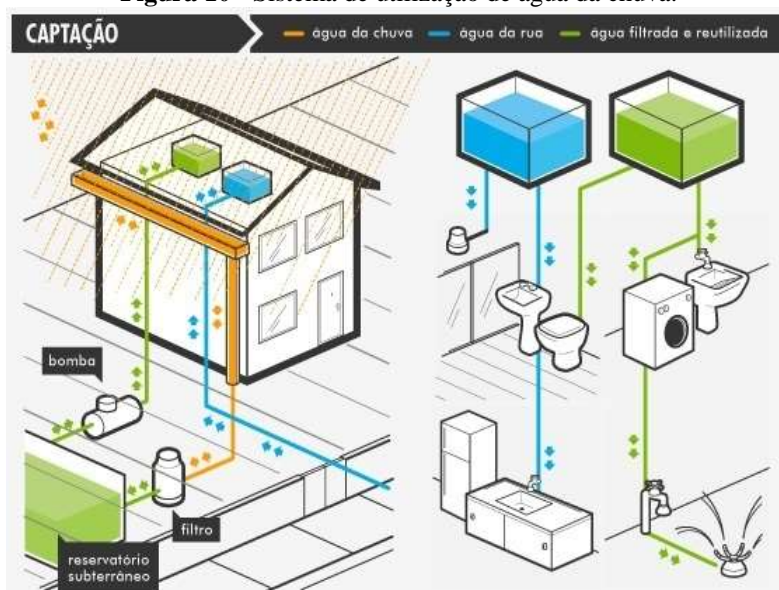 Figura 10 - Sistema de utilização de água da chuva.
CAPTAÇÃO
água da chuva
água da rua
água filtrada e reutilizada
bomba
filtro
reservatório
subterrâneo